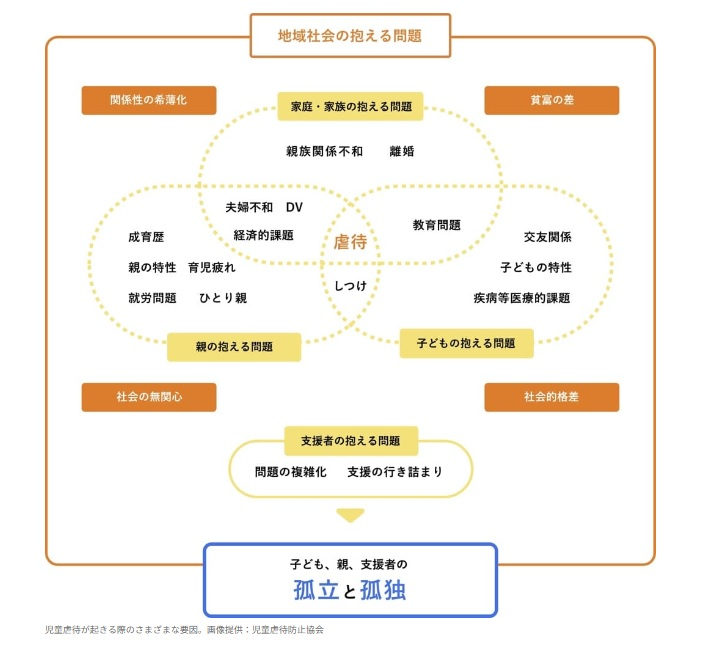 地域社会の抱える問題
関係性の希薄化
貧富の差
家庭・家族の抱える問題
親族関係不和 離婚
夫婦不和 DV
経済的課題
教育問題
虐待
しつけ
成育歴
親の特性 育児疲れ
就労問題 ひとり親
親の抱える問題
交友関係
子どもの特性
疾病等医療的課題
子どもの抱える問題
社会の無関心
社会的格差
支援者の抱える問題
問題の複雑化 支援の行き詰まり
子ども、親、支援者の
孤立と孤独
児童虐待が起きる際のさまざまな要因。画像提供：児童虐待防止協会